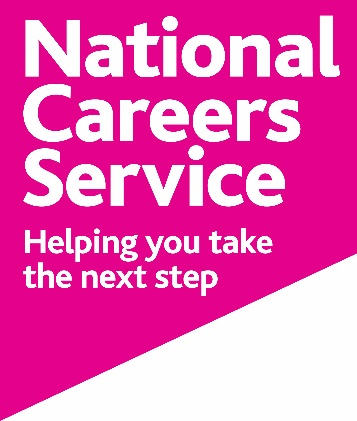 National
Careers
Service
Helping you take
the next step